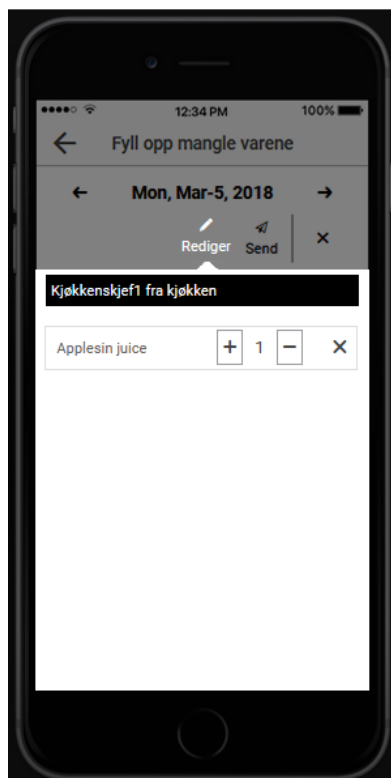 12:34 PM
100%
Fyll opp mangle varene
Mon, Mar-5, 2018
Rediger
Send
Kjøkkenskjef1 fra kjøkken
Applesin juice + 1 −